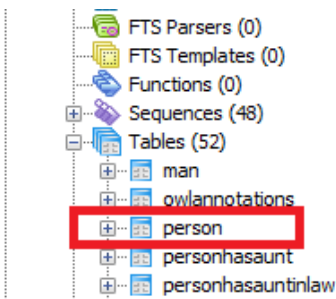 FTS Parsers (0)
FTS Templates (0)
Functions (0)
Sequences (48)
Tables (52)
man
owlannotations
person
personhasaunt
personhasauntinlaw